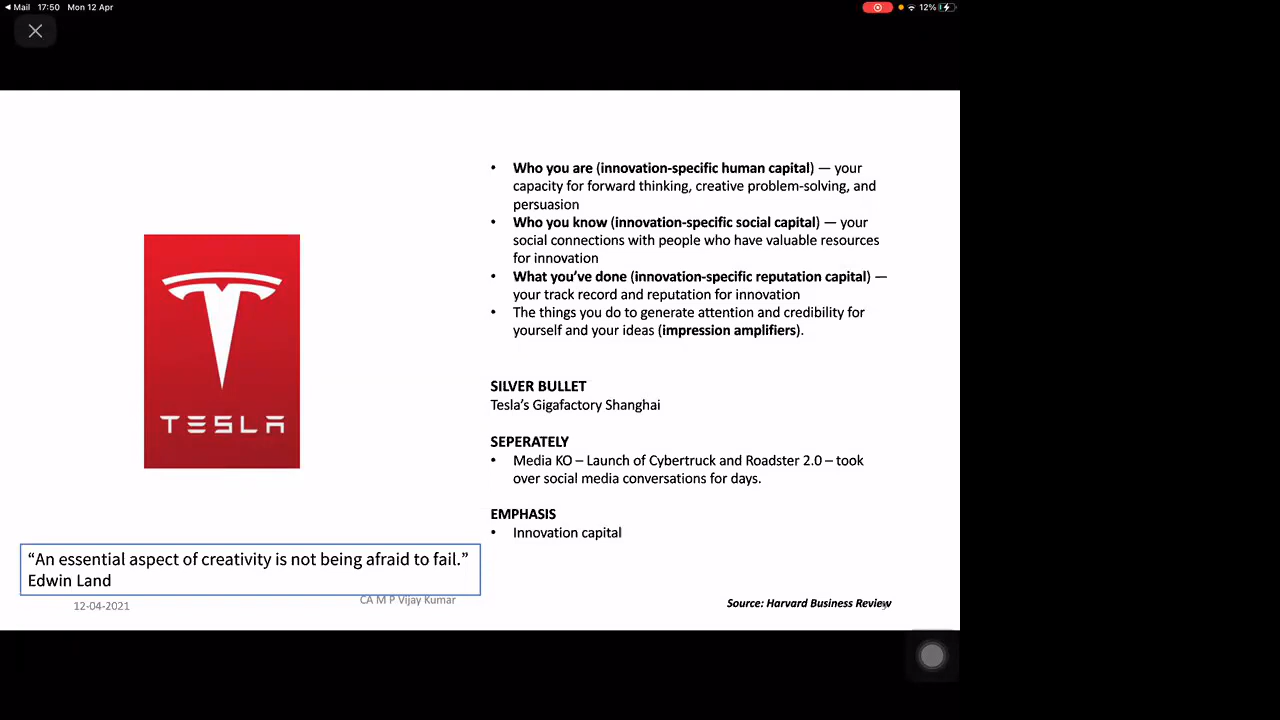 Mail 17:50 Mon 12 Apr
12%
• Who you are (innovation-specific human capital) — your
capacity for forward thinking, creative problem-solving, and
persuasion
• Who you know (innovation-specific social capital) — your
social connections with people who have valuable resources
for innovation
• What you’ve done (innovation-specific reputation capital) —
your track record and reputation for innovation
• The things you do to generate attention and credibility for
yourself and your ideas (impression amplifiers).
TESLA
SILVER BULLET
Tesla’s Gigafactory Shanghai
SEPERATELY
• Media KO – Launch of Cybertruck and Roadster 2.0 – took
over social media conversations for days.
EMPHASIS
• Innovation capital
“An essential aspect of creativity is not being afraid to fail.”
Edwin Land
12-04-2021
CA M P Vijay Kumar
Source: Harvard Business Review